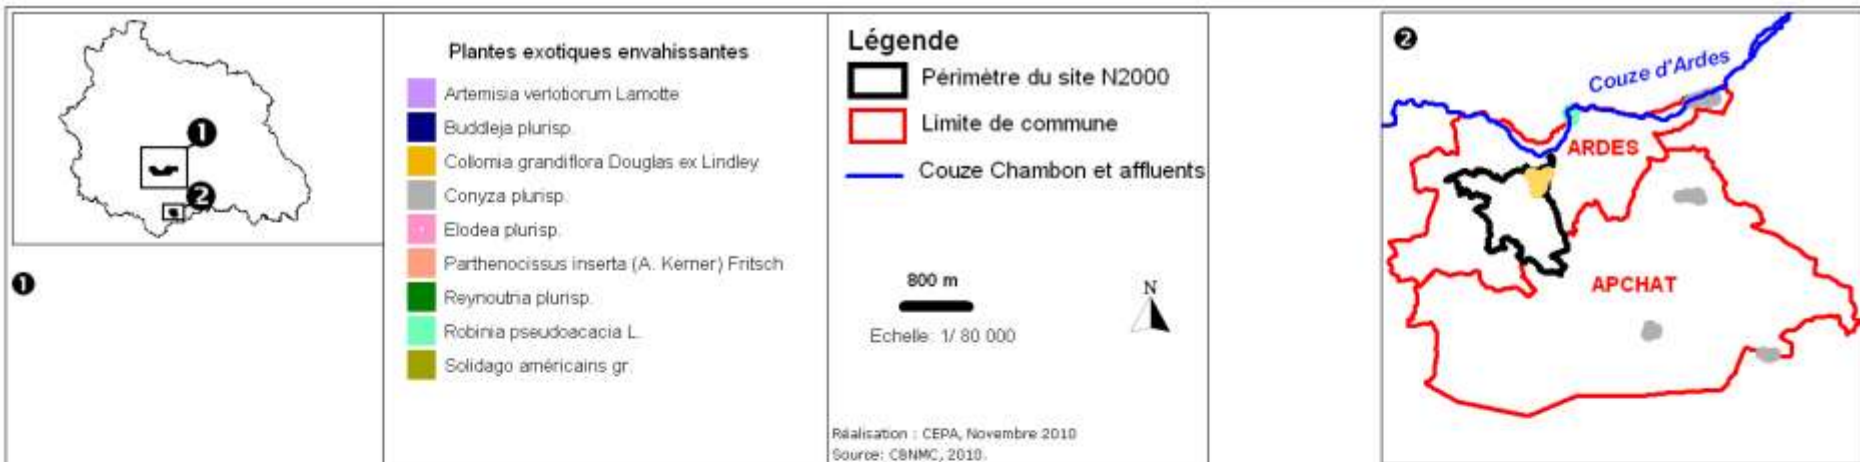 ❶
❷
❶
Plantes exotiques envahissantes
Artemisia verlotiorum Lamotte
Buddleja plurisp.
Collomia grandiflora Douglas ex Lindley
Conyza plurisp.
Elodea plurisp.
Parthenocissus inserta (A. Kerner) Fritsch
Reynoutria plurisp.
Robinia pseudoacacia L.
Solidago américains gr.
Légende
Périmètre du site N2000
Limite de commune
Couze Chambon et affluents
800 m
Echelle: 1/ 80 000
N
Réalisation : CEPA, Novembre 2010
Source: CBNMC, 2010.
❷
Couze d'Ardes
ARDES
APCHAT